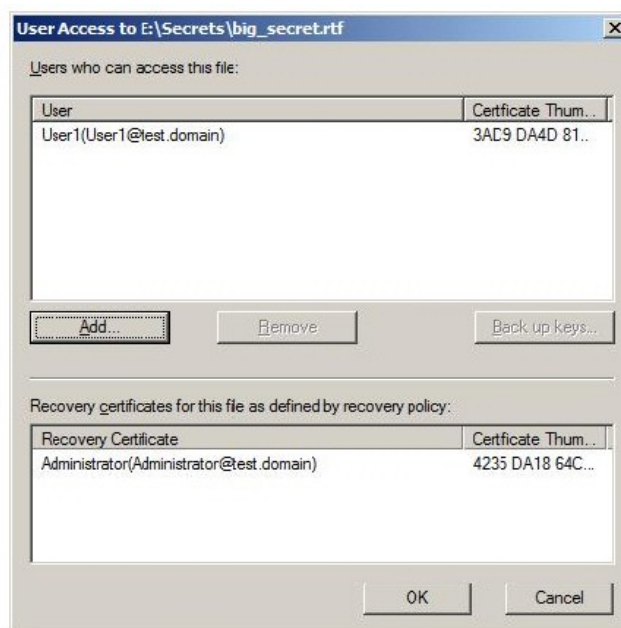 User Access to E:\Secrets\big_secret.rtf
Users who can access this file:
User Certficate Thum..
User1(User1@test.domain) 3AD9 DA4D 81..
Add... Remove Back up keys...
Recovery certificates for this file as defined by recovery policy:
Recovery Certificate Certficate Thum..
Administrator(Administrator@test.domain) 4235 DA18 64C...
OK Cancel